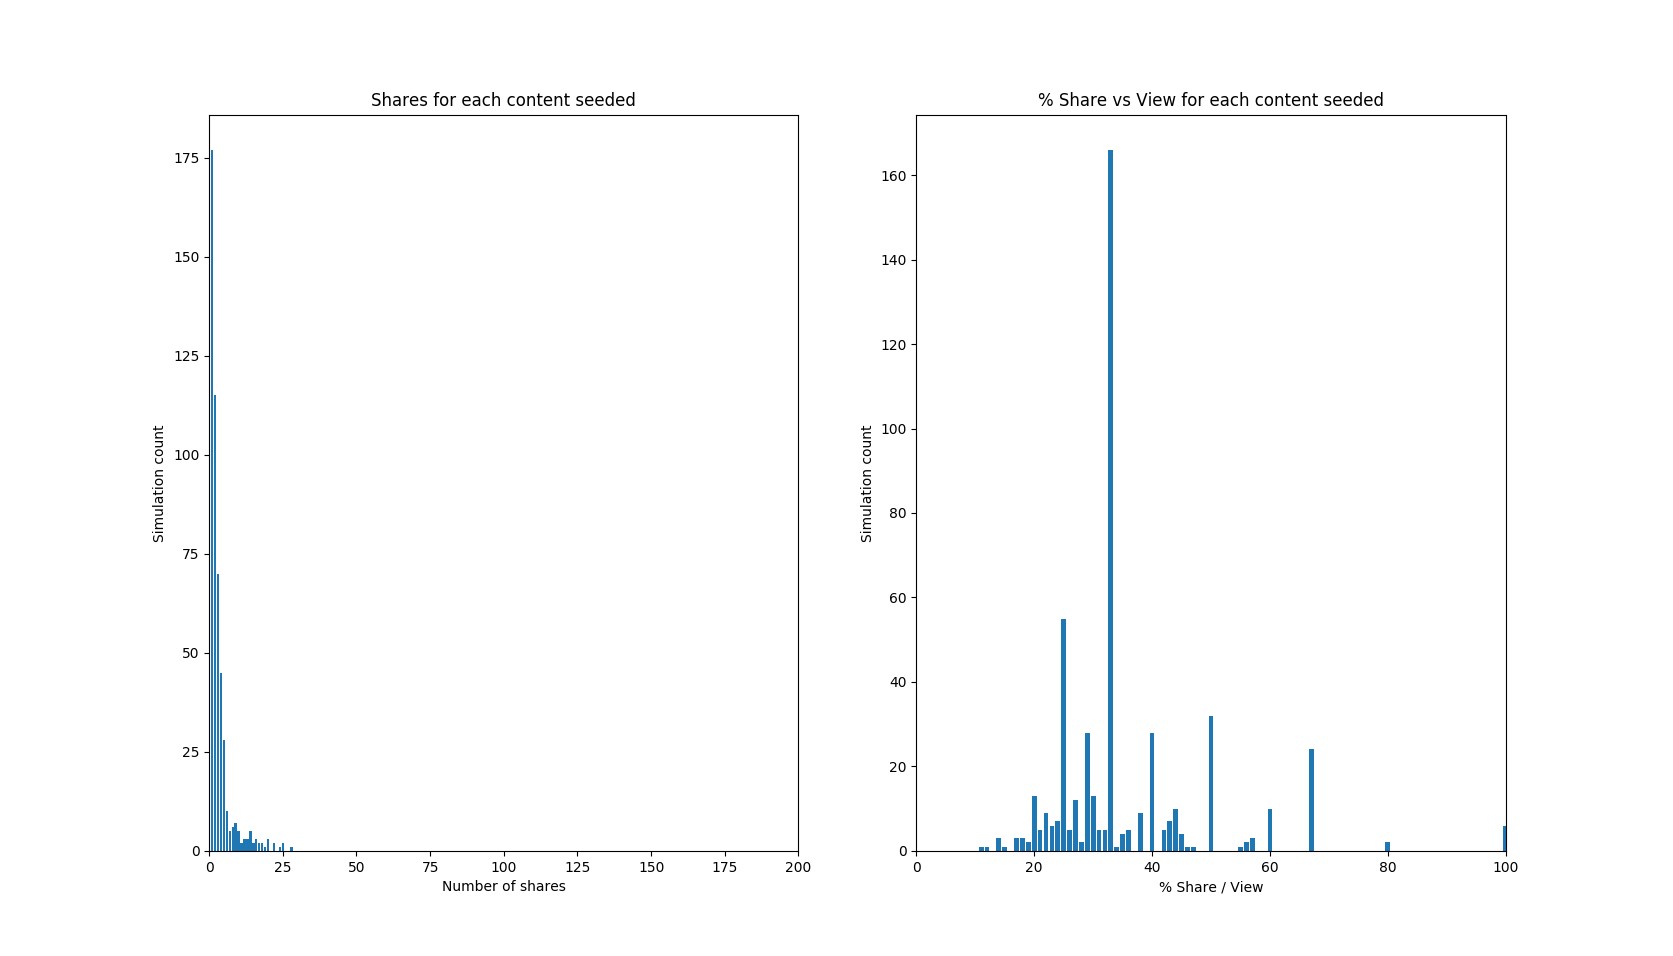 Shares for each content seeded
Simulation count
175
150
125
100
75
50
25
0
0 25 50 75 100 125 150 175 200
Number of shares
% Share vs View for each content seeded
Simulation count
160
140
120
100
80
60
40
20
0
0 20 40 60 80 100
% Share / View